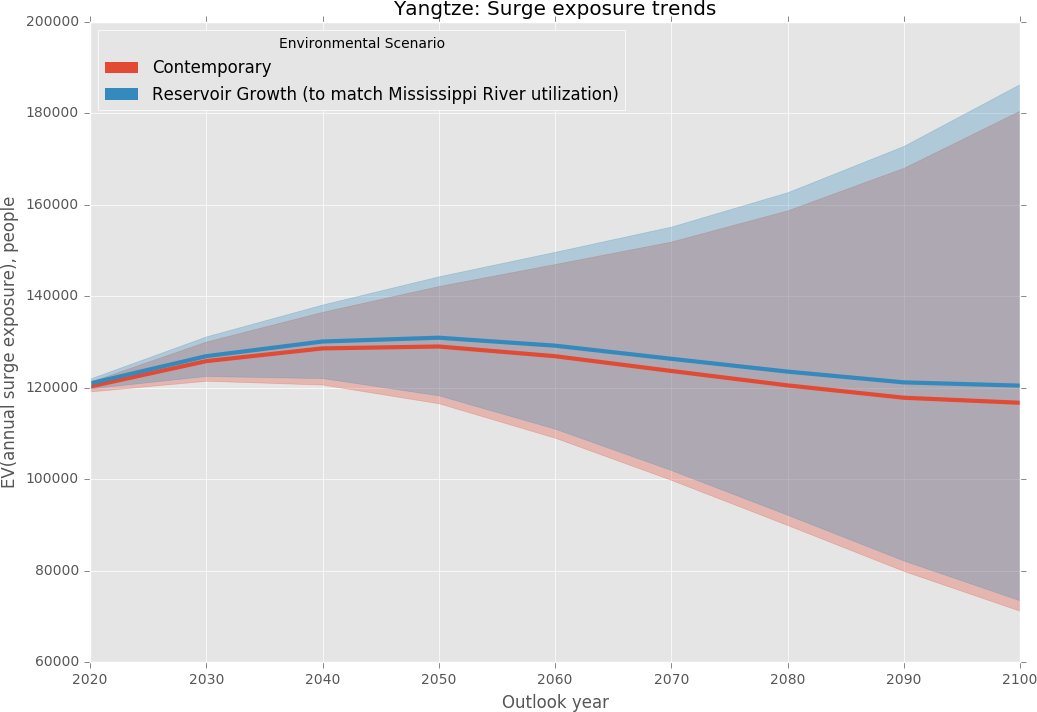 Yangtze: Surge exposure trends
Environmental Scenario
Contemporary
Reservoir Growth (to match Mississippi River utilization)
EV(annual surge exposure), people
200000
180000
160000
140000
120000
100000
80000
60000
2020 2030 2040 2050 2060 2070 2080 2090 2100
Outlook year